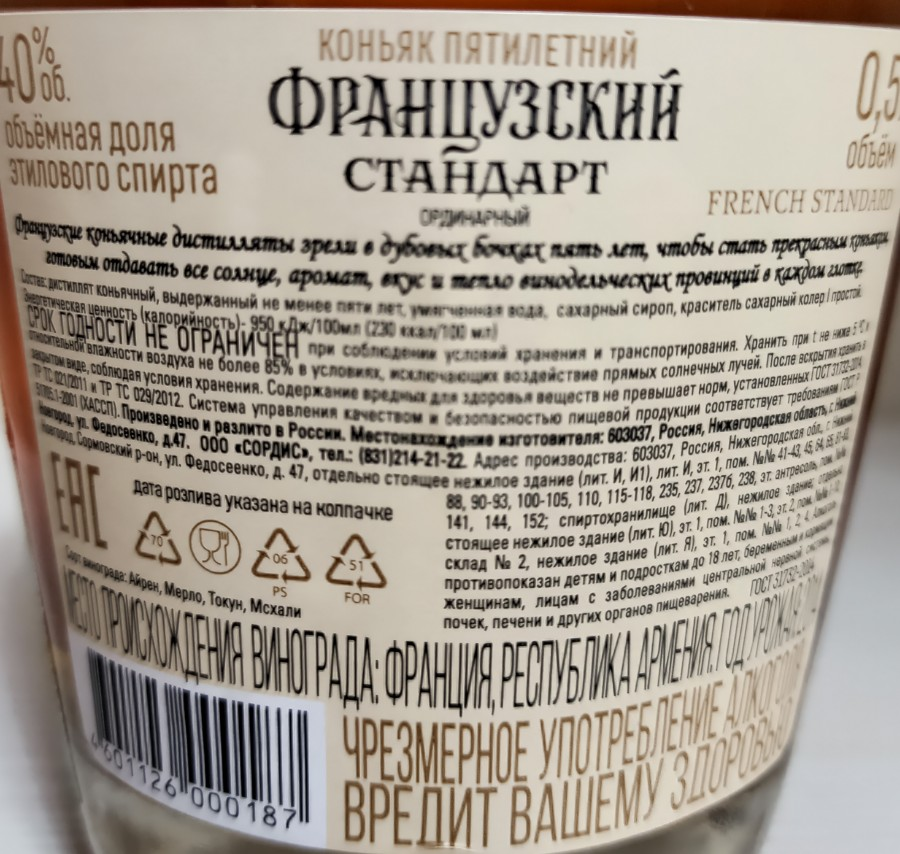 КОНЬЯК ПЯТИЛЕТНИЙ
40% об.
0,5
ФРАНЦУЗСКИЙ
объёмная доля
объём
этилового спирта
СТАНДАРТ
FRENCH STANDARD
ОРДИНАРНЫЙ
Французские коньячные дистилляты зрели в дубовых бочках пять лет, чтобы стать прекрасным коньяком,
готовым отдавать все солнце, аромат, вкус и тепло винодельческих провинций в каждом глотке.
Состав: дистиллят коньячный, выдержанный не менее пяти лет, умягченная вода, сахарный сироп, краситель сахарный колер I простой.
Энергетическая ценность (калорийность)- 950 кДж/100мл (230 ккал/100 мл)
СРОК ГОДНОСТИ НЕ ОГРАНИЧЕН при соблюдении условий хранения и транспортирования. Хранить при t не ниже 5 °С и
относительной влажности воздуха не более 85% в условиях, исключающих воздействие прямых солнечных лучей. После вскрытия хранить в
закрытом виде, соблюдая условия хранения. Содержание вредных для здоровья веществ не превышает норм, установленных ГОСТ 31732-2014,
ТР ТС 021/2011 и ТР ТС 029/2012. Система управления качеством и безопасностью пищевой продукции соответствует требованиям ГОСТ Р
51705.1-2001 (ХАССП). Произведено и разлито в России. Местонахождение изготовителя: 603037, Россия, Нижегородская область, г. Нижний
Новгород, ул. Федосеенко, д.47. ООО «СОРДИС», тел.: (831)214-21-22. Адрес производства: 603037, Россия, Нижегородская обл., г. Нижний
Новгород, Сормовский р-он, ул. Федосеенко, д. 47, отдельно стоящее нежилое здание (лит. И, И1), лит. И, эт. 1, пом. №№ 41-43, 45, 64,
88, 90-93, 100-105, 110, 115-118, 235, 237, 237б, 238, эт. антресоль, пом.
141, 144, 152; спиртохранилище (лит. Д), нежилое здание; отдельно
стоящее нежилое здание (лит. Ю), эт. 1, пом. №№ 1-3, эт. 2, пом.
склад № 2, нежилое здание (лит. Я), эт. 1, пом. №№ 1, 2, 4. Алкоголь
противопоказан детям и подросткам до 18 лет, беременным и кормящим
женщинам, лицам с заболеваниями центральной нервной системы,
почек, печени и других органов пищеварения. ГОСТ 31732-2014
дата розлива указана на колпачке
EAC
70
06
51
PS
FOR
Сорт винограда: Айрен, Мерло, Токун, Мсхали
МЕСТО ПРОИСХОЖДЕНИЯ ВИНОГРАДА: ФРАНЦИЯ, РЕСПУБЛИКА АРМЕНИЯ. ГОД УРОЖАЯ:
ЧРЕЗМЕРНОЕ УПОТРЕБЛЕНИЕ АЛКОГОЛЯ
ВРЕДИТ ВАШЕМУ ЗДОРОВЬЮ
4601126 000187